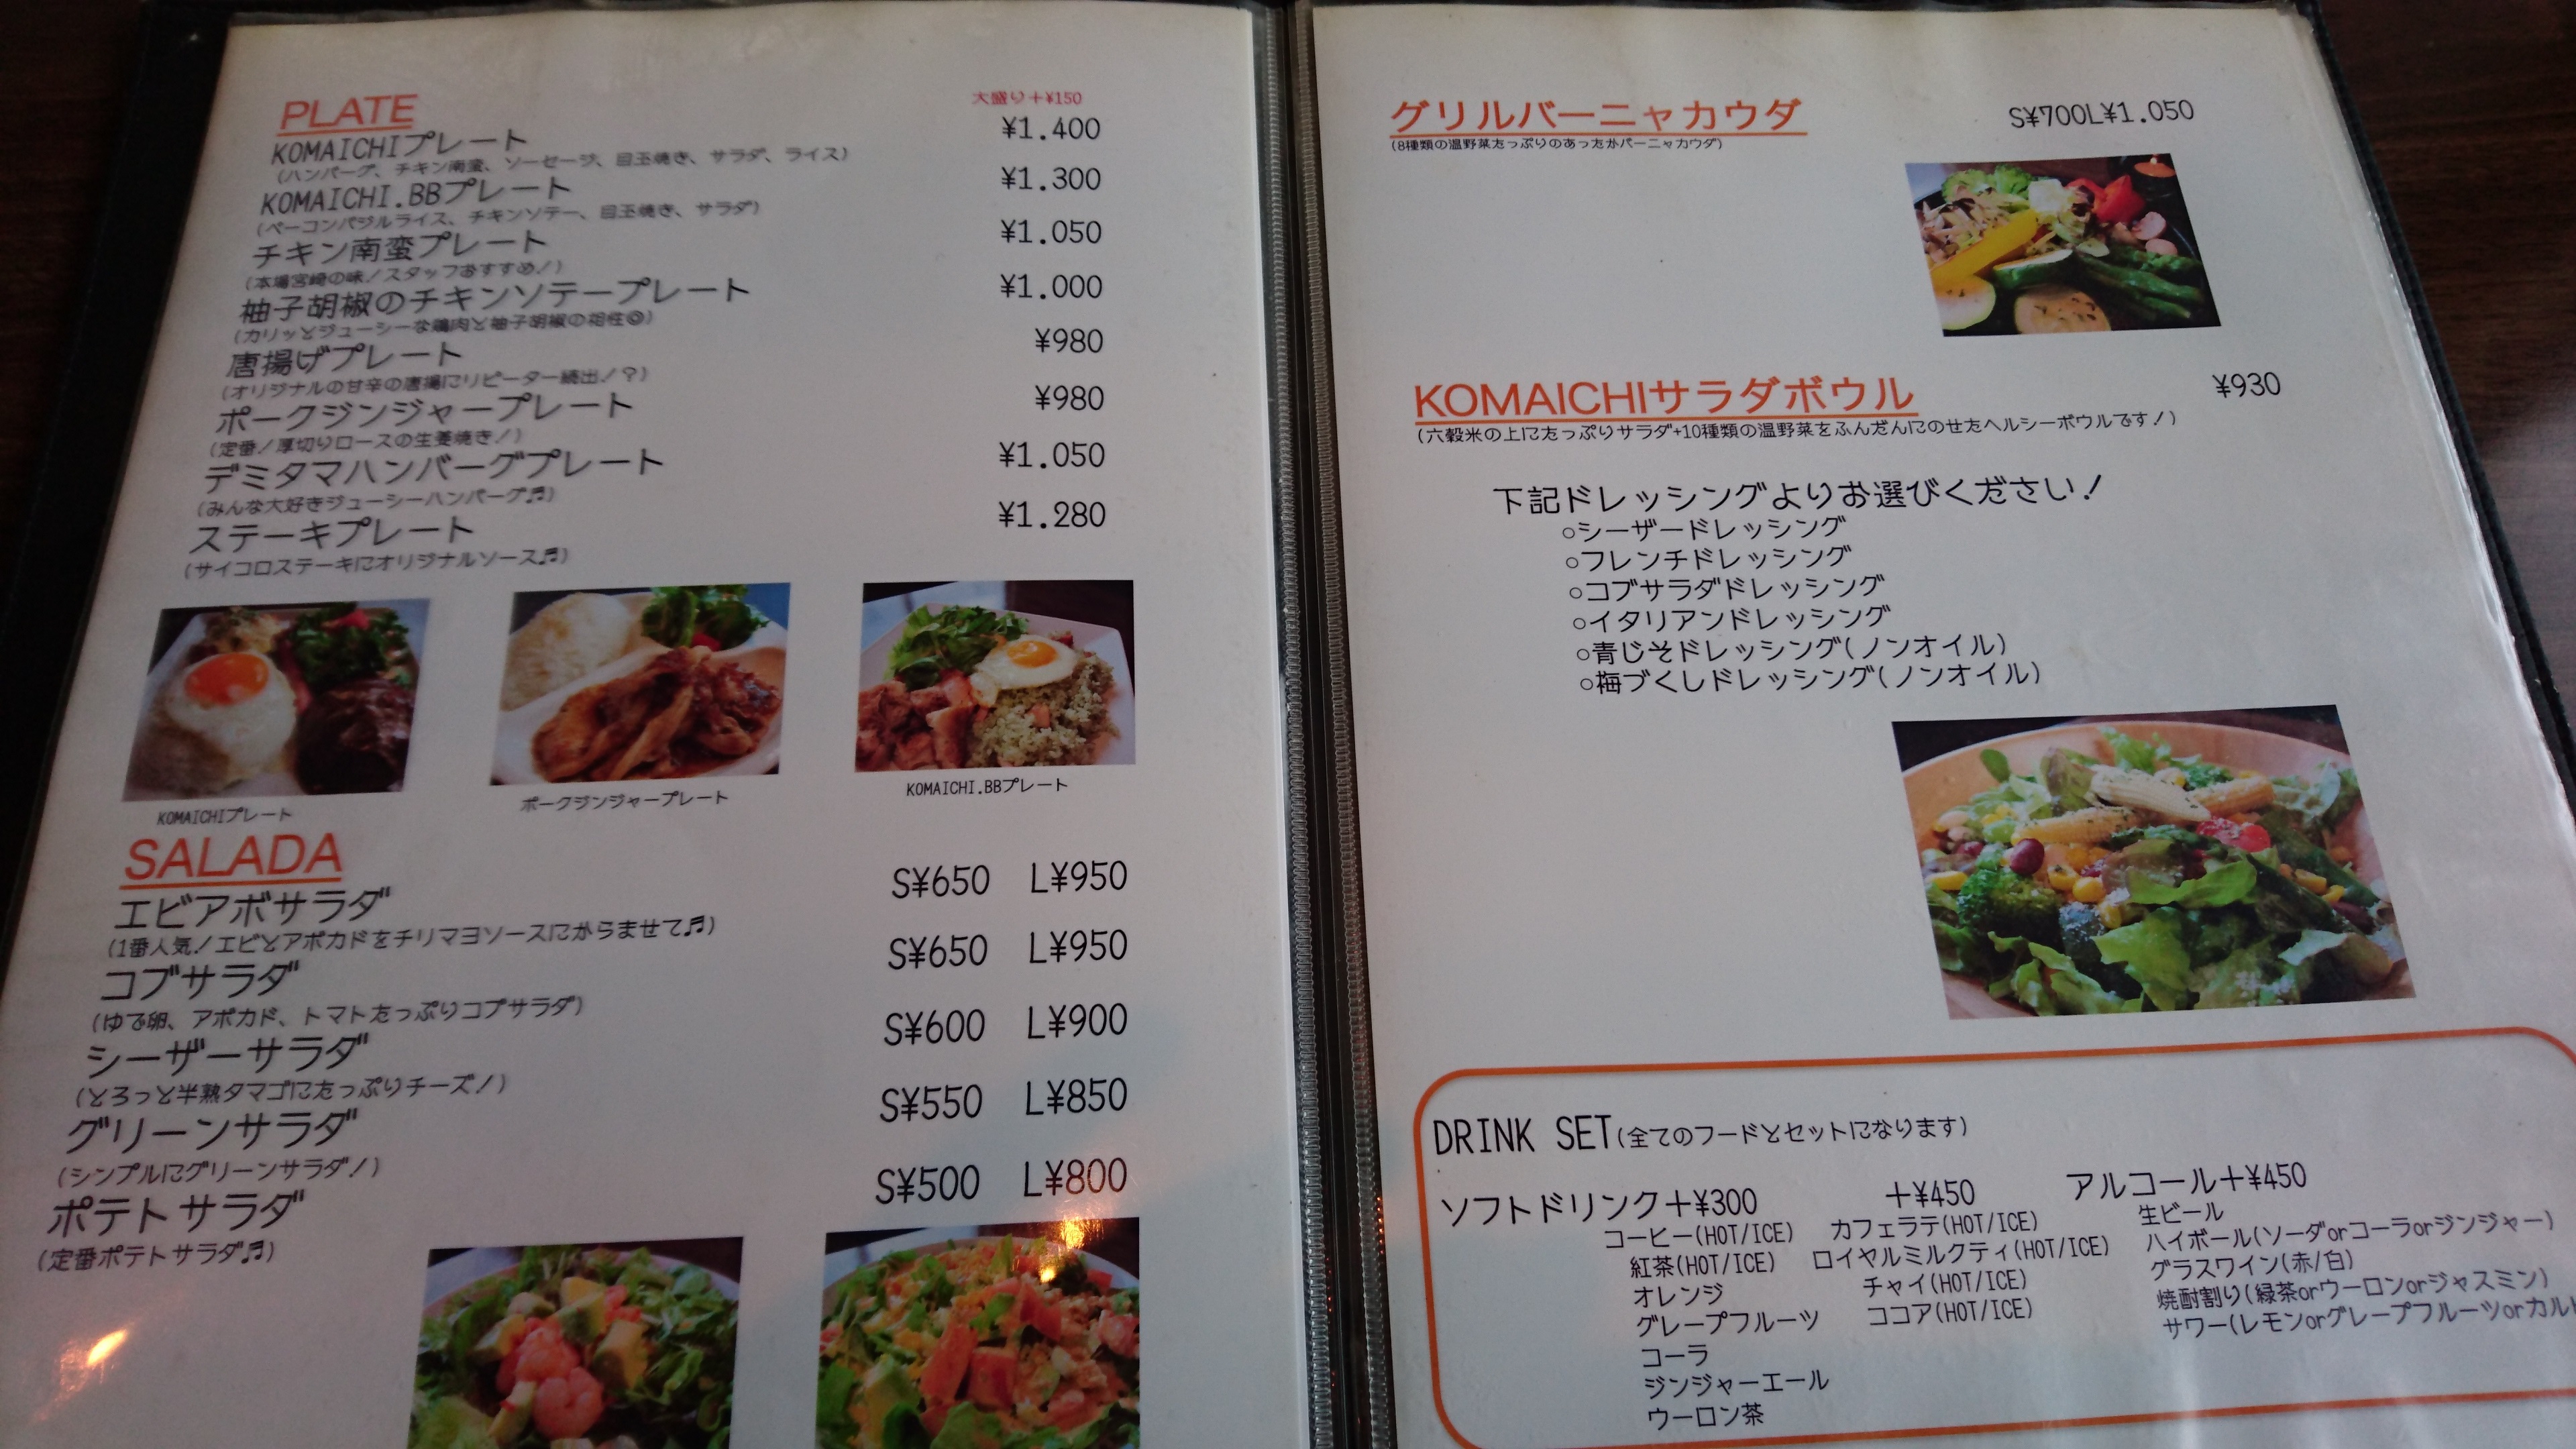 PLATE
大盛り+¥150
KOMAICHIプレート ¥1.400
(ハンバーグ、チキン南蛮、ソーセージ、目玉焼き、サラダ、ライス)
KOMAICHI.BBプレート ¥1.300
(ベーコンバジルライス、チキンソテー、目玉焼き、サラダ)
チキン南蛮プレート ¥1.050
(本場宮崎の味!スタッフおすすめ!)
柚子胡椒のチキンソテープレート ¥1.000
(カリッとジューシーな鶏肉と柚子胡椒の相性◎)
唐揚げプレート ¥980
(オリジナルの甘辛の唐揚にリピーター続出!?)
ポークジンジャープレート ¥980
(定番!厚切りロースの生姜焼き!)
デミタマハンバーグプレート ¥1.050
(みんな大好きジューシーハンバーグ♬)
ステーキプレート ¥1.280
(サイコロステーキにオリジナルソース♬)
KOMAICHIプレート
ポークジンジャープレート
KOMAICHI.BBプレート
SALADA
エビアボサラダ S¥650 L¥950
(1番人気!エビとアボカドをチリマヨソースにからませて♬)
コブサラダ S¥650 L¥950
(ゆで卵、アボカド、トマトたっぷりコブサラダ)
シーザーサラダ S¥600 L¥900
(とろっと半熟タマゴにたっぷりチーズ!)
グリーンサラダ S¥550 L¥850
(シンプルにグリーンサラダ!)
ポテトサラダ S¥500 L¥800
(定番ポテトサラダ♬)
グリルバーニャカウダ S¥700L¥1.050
(8種類の温野菜たっぷりのあったかバーニャカウダ)
KOMAICHIサラダボウル ¥930
(六穀米の上にたっぷりサラダ+10種類の温野菜をふんだんにのせたヘルシーボウルです!)
下記ドレッシングよりお選びください!
○シーザードレッシング
○フレンチドレッシング
○コブサラダドレッシング
○イタリアンドレッシング
○青じそドレッシング(ノンオイル)
○梅づくしドレッシング(ノンオイル)
DRINK SET(全てのフードとセットになります)
ソフトドリンク+¥300
コーヒー(HOT/ICE)
紅茶(HOT/ICE)
オレンジ
グレープフルーツ
コーラ
ジンジャーエール
ウーロン茶
+¥450
カフェラテ(HOT/ICE)
ロイヤルミルクティ(HOT/ICE)
チャイ(HOT/ICE)
ココア(HOT/ICE)
アルコール+¥450
生ビール
ハイボール(ソーダorコーラorジンジャー)
グラスワイン(赤/白)
焼酎割り(緑茶orウーロンorジャスミン)
サワー(レモンorグレープフルーツor